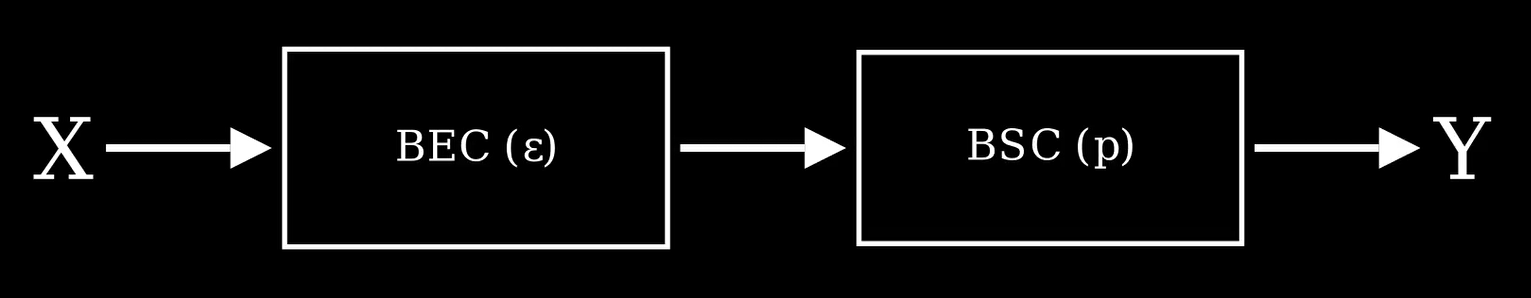 X
BEC (ε)
BSC (p)
Y